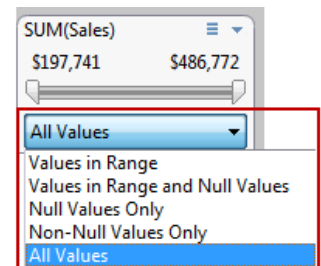 SUM(Sales)
$197,741 $486,772
All Values
Values in Range
Values in Range and Null Values
Null Values Only
Non-Null Values Only
All Values